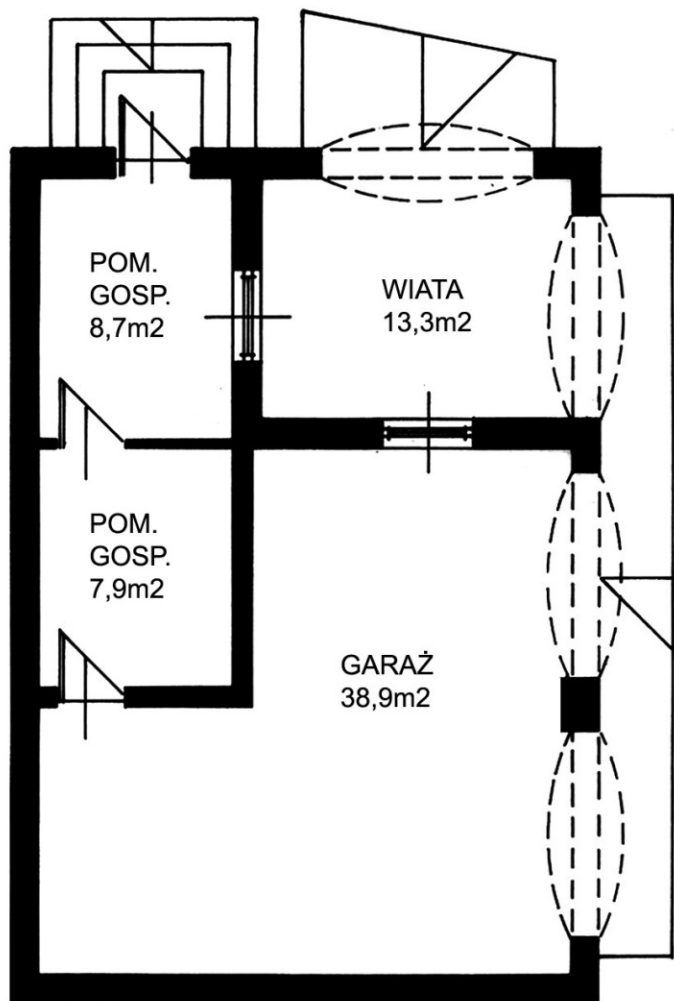 POM.
GOSP.
8,7m2
WIATA
13,3m2
POM.
GOSP.
7,9m2
GARAŻ
38,9m2